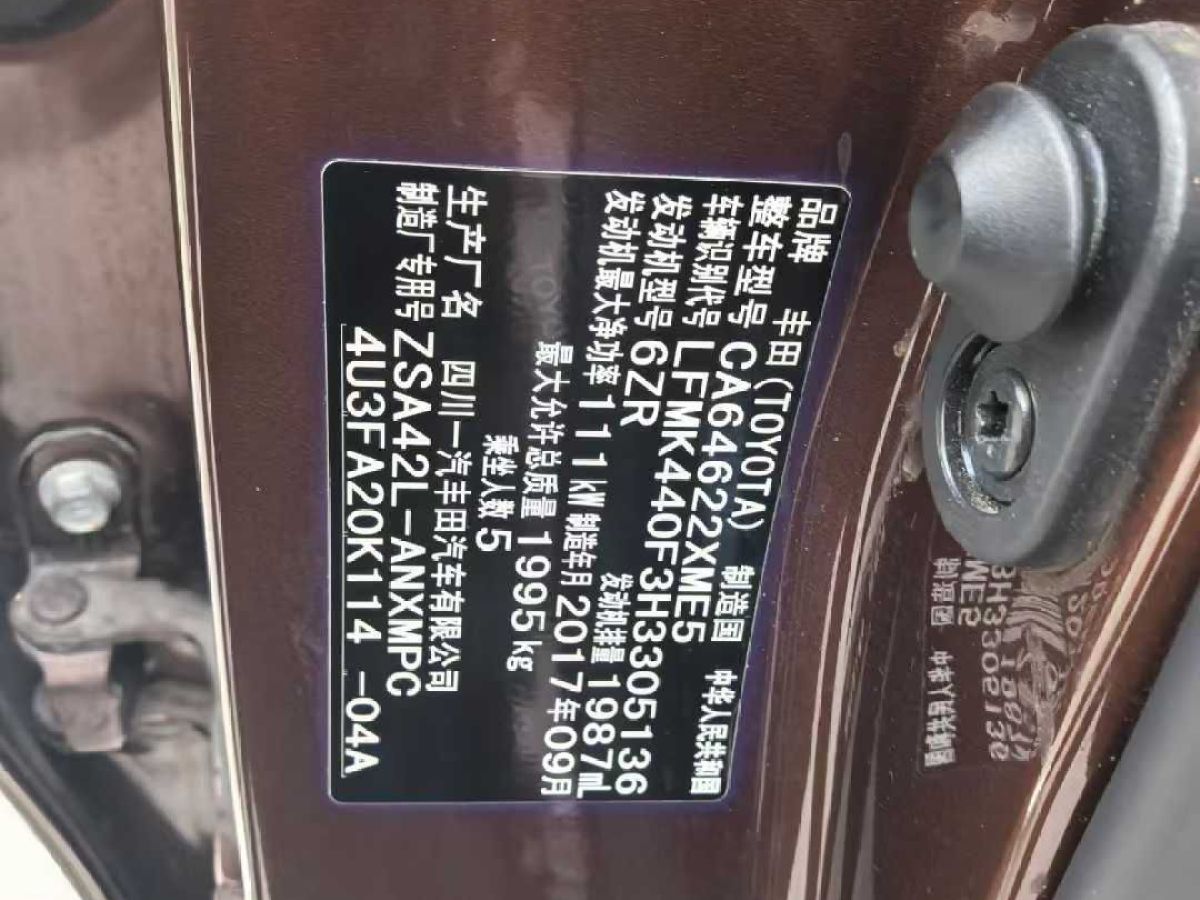 品牌 丰田(TOYOTA) 制造国 中华人民共和国
整车型号 CA64622XME5
车辆识别代号 LFMK440F3H3305136
发动机型号 6ZR 发动机排量 1987㎖
发动机最大净功率 111kW 制造年月 2017年09月
最大允许总质量 1995kg
乘坐人数 5
生产厂名 四川一汽丰田汽车有限公司
制造厂专用号 ZSA42L-ANXMPC
4U3FA20K114 -04A